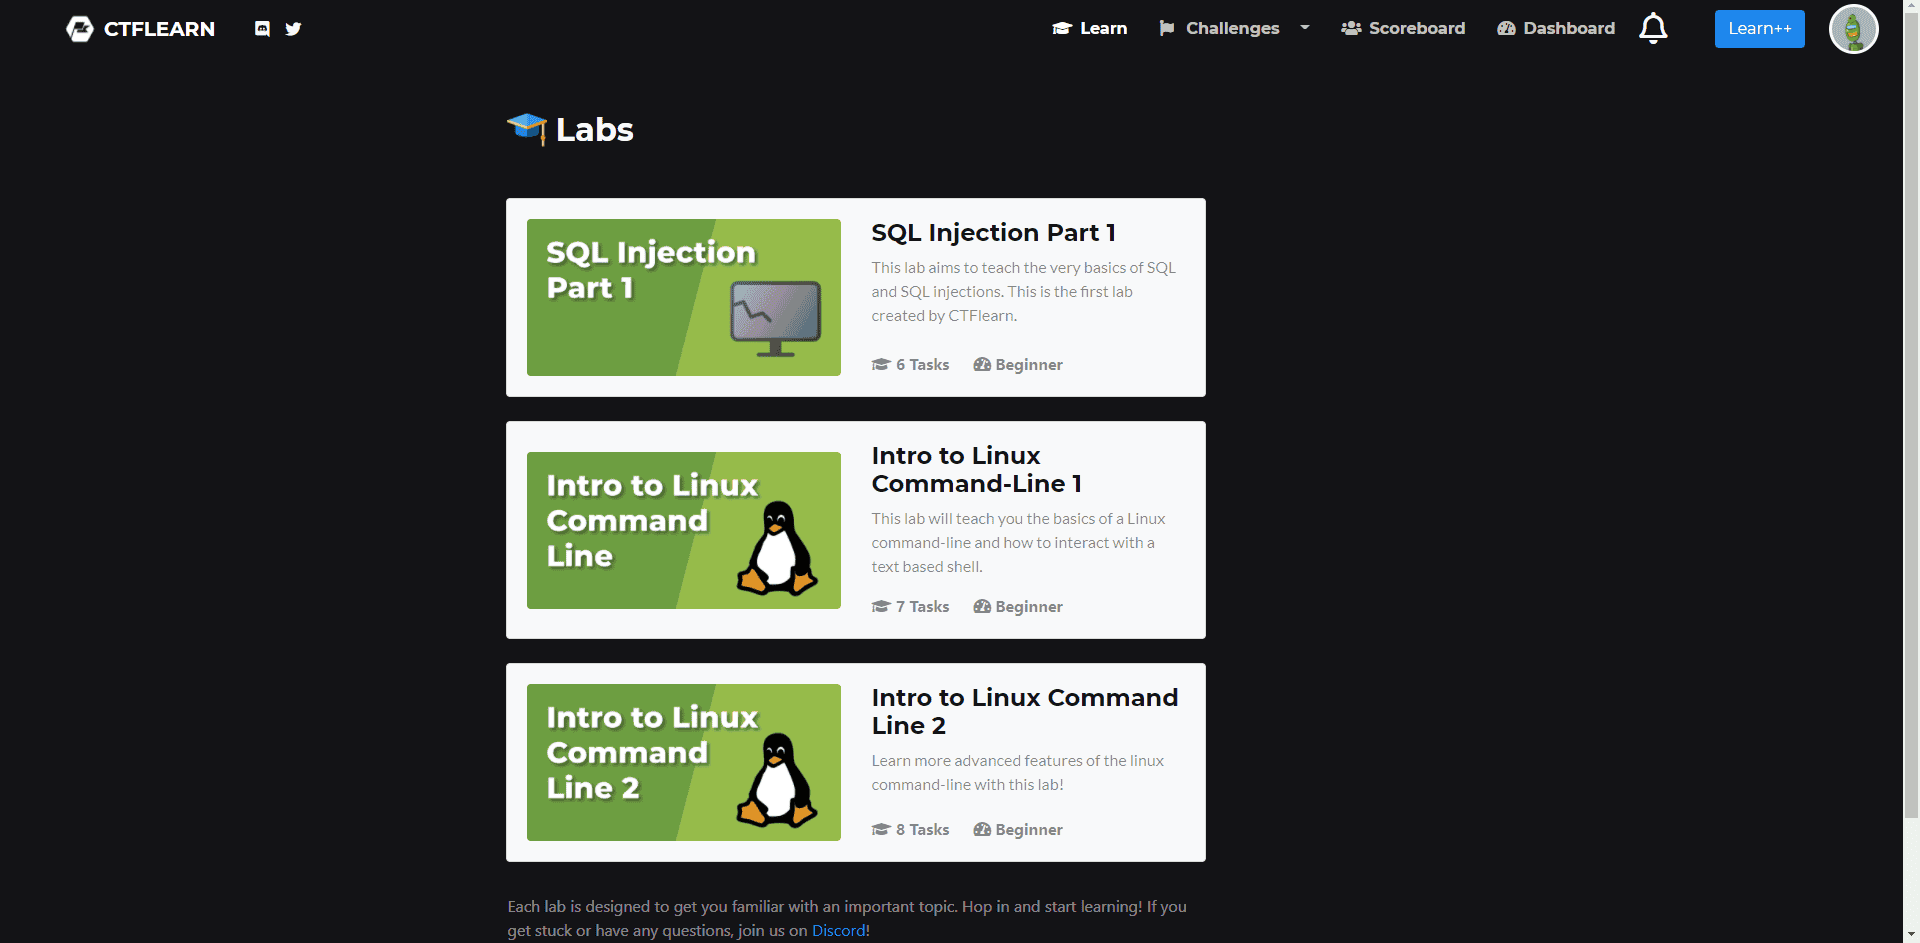 CTFLEARN
Learn
Challenges
Scoreboard
Dashboard
Learn++
Labs
SQL Injection
Part 1
SQL Injection Part 1
This lab aims to teach the very basics of SQL
and SQL injections. This is the first lab
created by CTFlearn.
6 Tasks
Beginner
Intro to Linux
Command
Line
Intro to Linux
Command-Line 1
This lab will teach you the basics of a Linux
command-line and how to interact with a
text based shell.
7 Tasks
Beginner
Intro to Linux
Command
Line 2
Intro to Linux Command
Line 2
Learn more advanced features of the linux
command-line with this lab!
8 Tasks
Beginner
Each lab is designed to get you familiar with an important topic. Hop in and start learning! If you
get stuck or have any questions, join us on Discord!